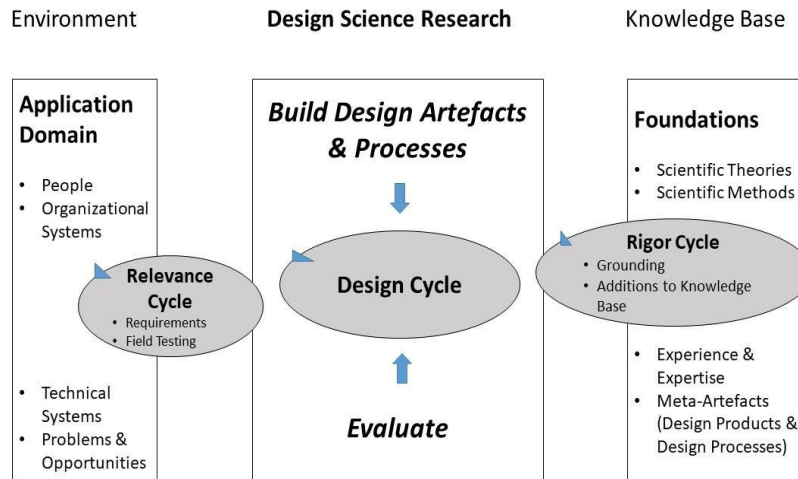 Environment
Design Science Research
Knowledge Base
Application
Domain
• People
• Organizational
Systems
Relevance
Cycle
• Requirements
• Field Testing
• Technical
Systems
• Problems &
Opportunities
Build Design Artefacts
& Processes
Design Cycle
Evaluate
Foundations
• Scientific Theories
• Scientific Methods
Rigor Cycle
• Grounding
• Additions to Knowledge
Base
• Experience &
Expertise
• Meta-Artefacts
(Design Products &
Design Processes)